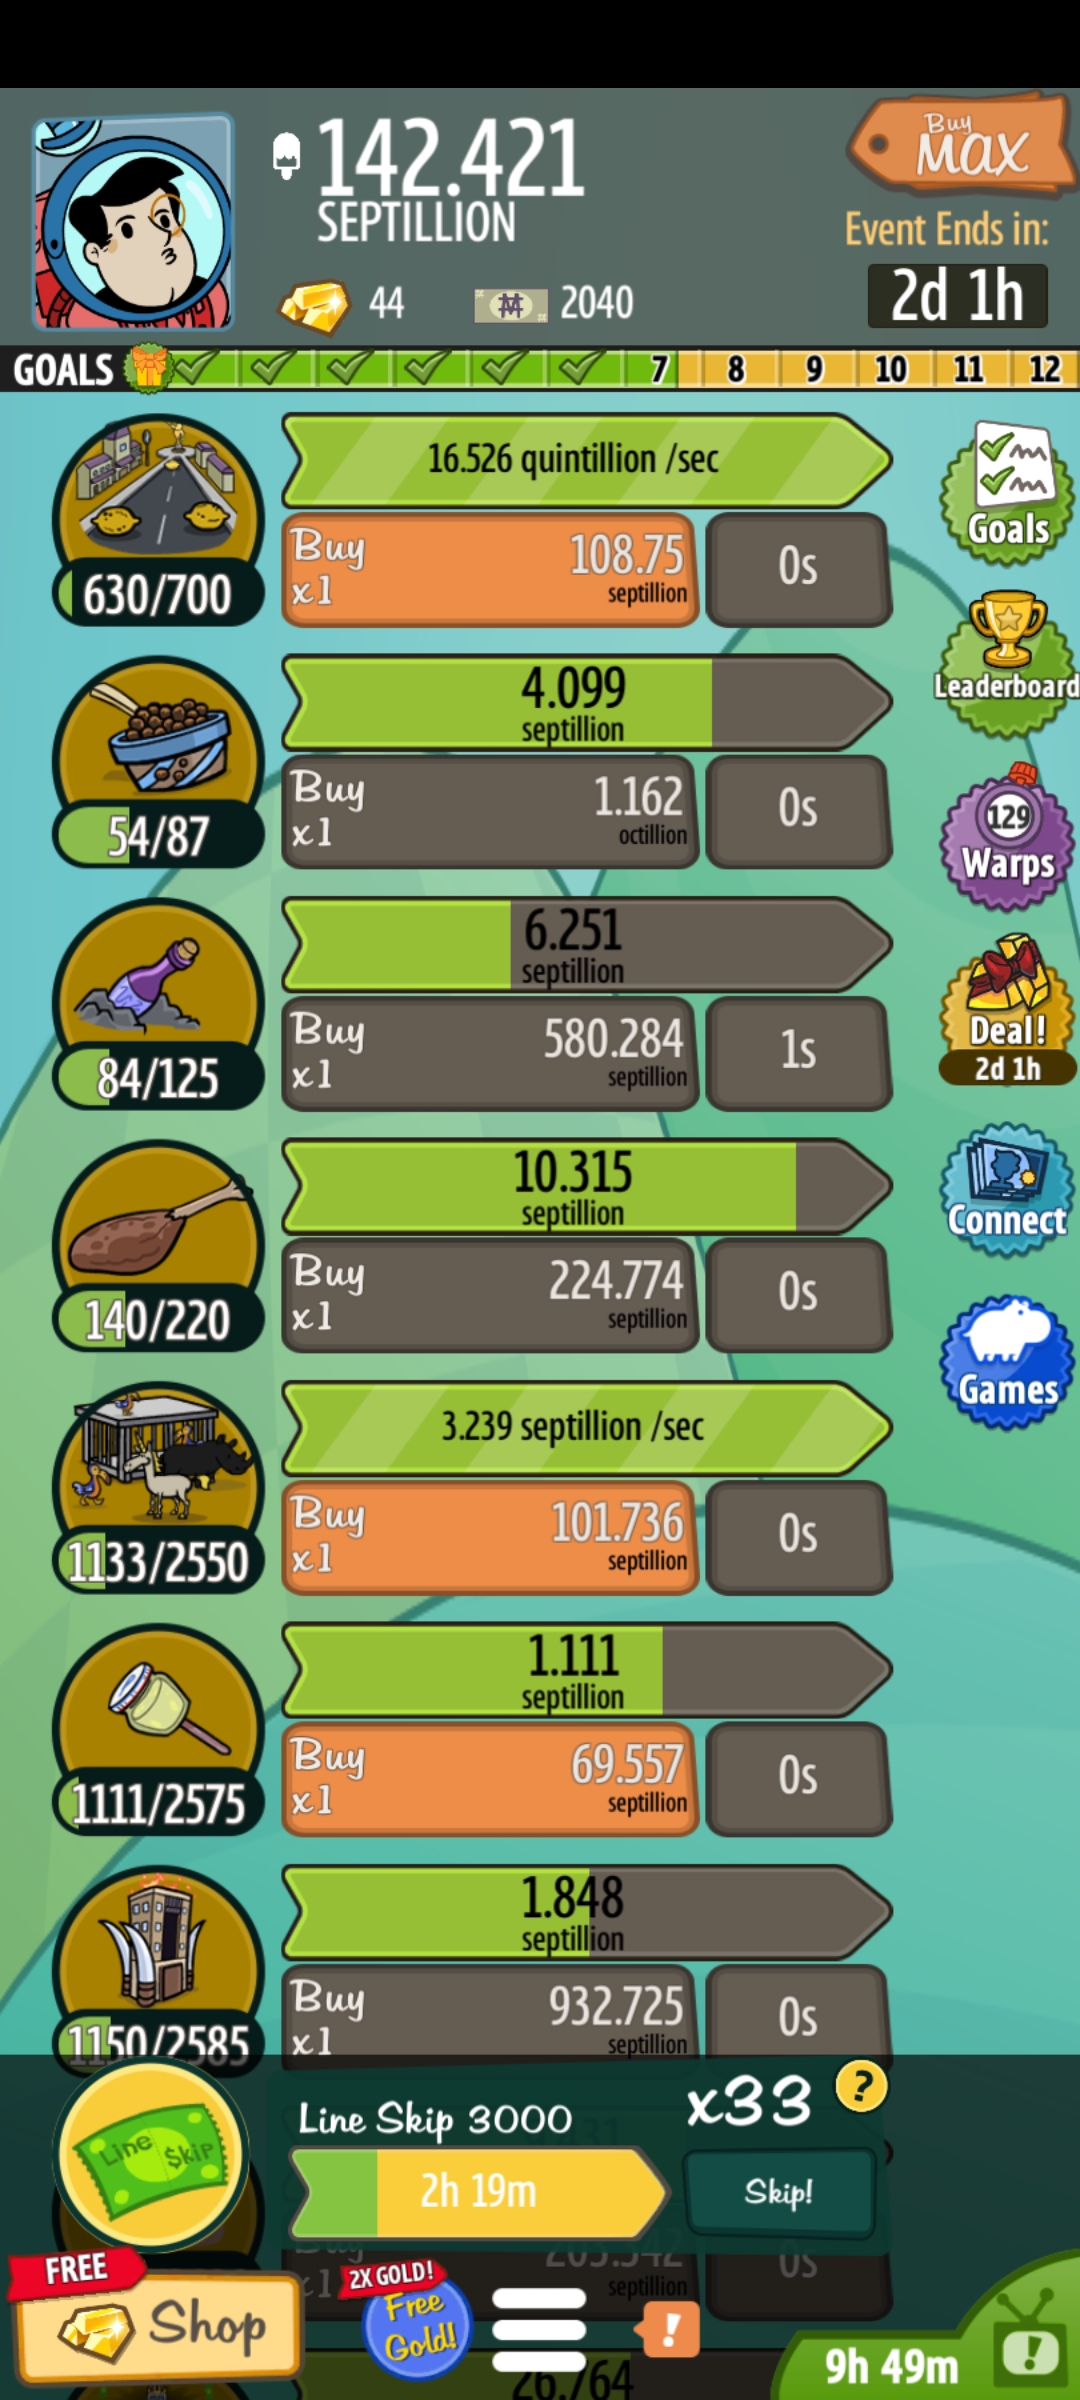 142.421
SEPTILLION
Buy
MAX
Event Ends in:
2d 1h
44
2040
GOALS
7 8 9 10 11 12
16.526 quintillion /sec
Buy
x1
108.75
septillion
0s
630/700
Goals
4.099
septillion
Buy
x1
1.162
octillion
0s
54/87
Leaderboard
6.251
septillion
Buy
x1
580.284
septillion
1s
84/125
129
Warps
10.315
septillion
Buy
x1
224.774
septillion
0s
140/220
Deal!
2d 1h
3.239 septillion /sec
Buy
x1
101.736
septillion
0s
1133/2550
Connect
1.111
septillion
Buy
x1
69.557
septillion
0s
1111/2575
Games
1.848
septillion
Buy
x1
932.725
septillion
0s
1150/2585
Line Skip
Line Skip 3000
x33
?
2h 19m
Skip!
Buy
x1
septillion
0s
FREE
Shop
2X GOLD!
Free
Gold!
!
9h 49m
!
26.764